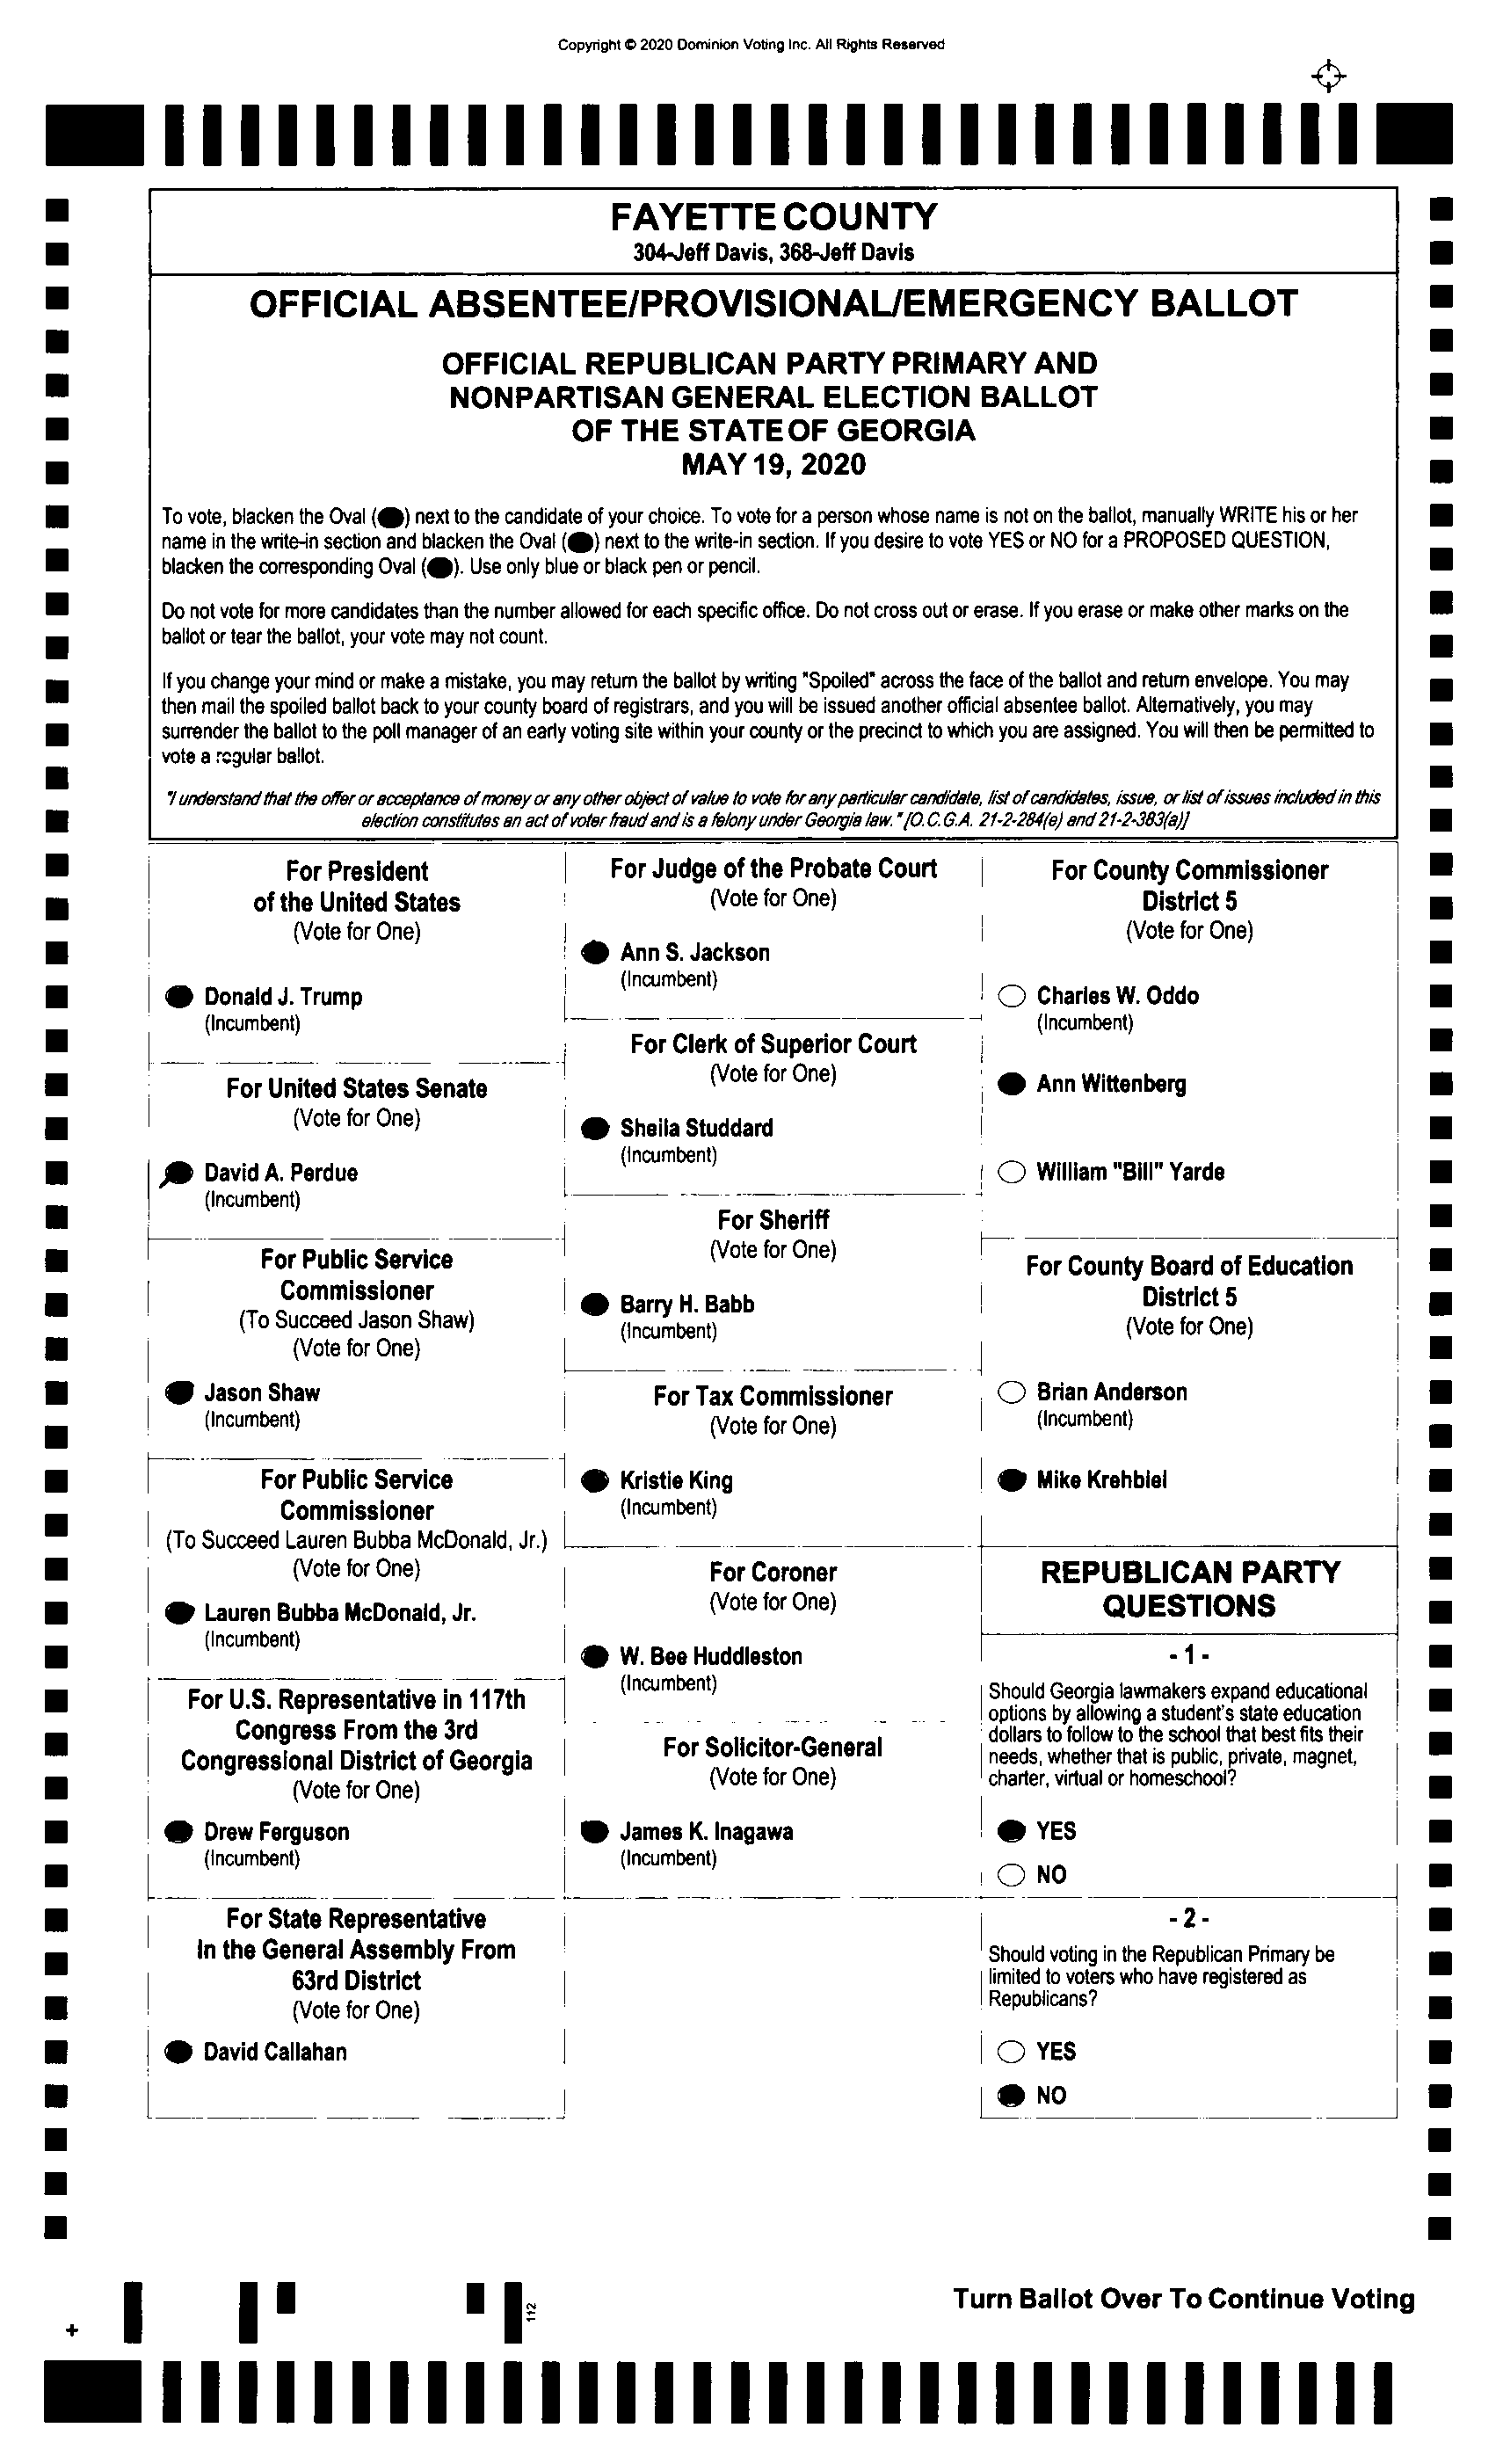 Copyright © 2020 Dominion Voting Inc. All Rights Reserved
FAYETTE COUNTY
304-Jeff Davis, 368-Jeff Davis
OFFICIAL ABSENTEE/PROVISIONAL/EMERGENCY BALLOT
OFFICIAL REPUBLICAN PARTY PRIMARY AND
NONPARTISAN GENERAL ELECTION BALLOT
OF THE STATE OF GEORGIA
MAY 19, 2020
To vote, blacken the Oval ( ) next to the candidate of your choice. To vote for a person whose name is not on the ballot, manually WRITE his or her
name in the write-in section and blacken the Oval ( ) next to the write-in section. If you desire to vote YES or NO for a PROPOSED QUESTION,
blacken the corresponding Oval ( ). Use only blue or black pen or pencil.
Do not vote for more candidates than the number allowed for each specific office. Do not cross out or erase. If you erase or make other marks on the
ballot or tear the ballot, your vote may not count.
If you change your mind or make a mistake, you may return the ballot by writing "Spoiled" across the face of the ballot and return envelope. You may
then mail the spoiled ballot back to your county board of registrars, and you will be issued another official absentee ballot. Alternatively, you may
surrender the ballot to the poll manager of an early voting site within your county or the precinct to which you are assigned. You will then be permitted to
vote a regular ballot.
"I understand that the offer or acceptance of money or any other object of value to vote for any particular candidate, list of candidates, issue, or list of issues included in this
election constitutes an act of voter fraud and is a felony under Georgia law." [O.C.G.A. 21-2-284(e) and 21-2-383(a)]
For President
of the United States
(Vote for One)
Donald J. Trump
(Incumbent)
For United States Senate
(Vote for One)
David A. Perdue
(Incumbent)
For Public Service
Commissioner
(To Succeed Jason Shaw)
(Vote for One)
Jason Shaw
(Incumbent)
For Public Service
Commissioner
(To Succeed Lauren Bubba McDonald, Jr.)
(Vote for One)
Lauren Bubba McDonald, Jr.
(Incumbent)
For U.S. Representative in 117th
Congress From the 3rd
Congressional District of Georgia
(Vote for One)
Drew Ferguson
(Incumbent)
For State Representative
In the General Assembly From
63rd District
(Vote for One)
David Callahan
For Judge of the Probate Court
(Vote for One)
Ann S. Jackson
(Incumbent)
For Clerk of Superior Court
(Vote for One)
Sheila Studdard
(Incumbent)
For Sheriff
(Vote for One)
Barry H. Babb
(Incumbent)
For Tax Commissioner
(Vote for One)
Kristie King
(Incumbent)
For Coroner
(Vote for One)
W. Bee Huddleston
(Incumbent)
For Solicitor-General
(Vote for One)
James K. Inagawa
(Incumbent)
For County Commissioner
District 5
(Vote for One)
Charles W. Oddo
(Incumbent)
Ann Wittenberg
William "Bill" Yarde
For County Board of Education
District 5
(Vote for One)
Brian Anderson
(Incumbent)
Mike Krehbiel
REPUBLICAN PARTY
QUESTIONS
- 1 -
Should Georgia lawmakers expand educational
options by allowing a student's state education
dollars to follow to the school that best fits their
needs, whether that is public, private, magnet,
charter, virtual or homeschool?
YES
NO
- 2 -
Should voting in the Republican Primary be
limited to voters who have registered as
Republicans?
YES
NO
Turn Ballot Over To Continue Voting
112